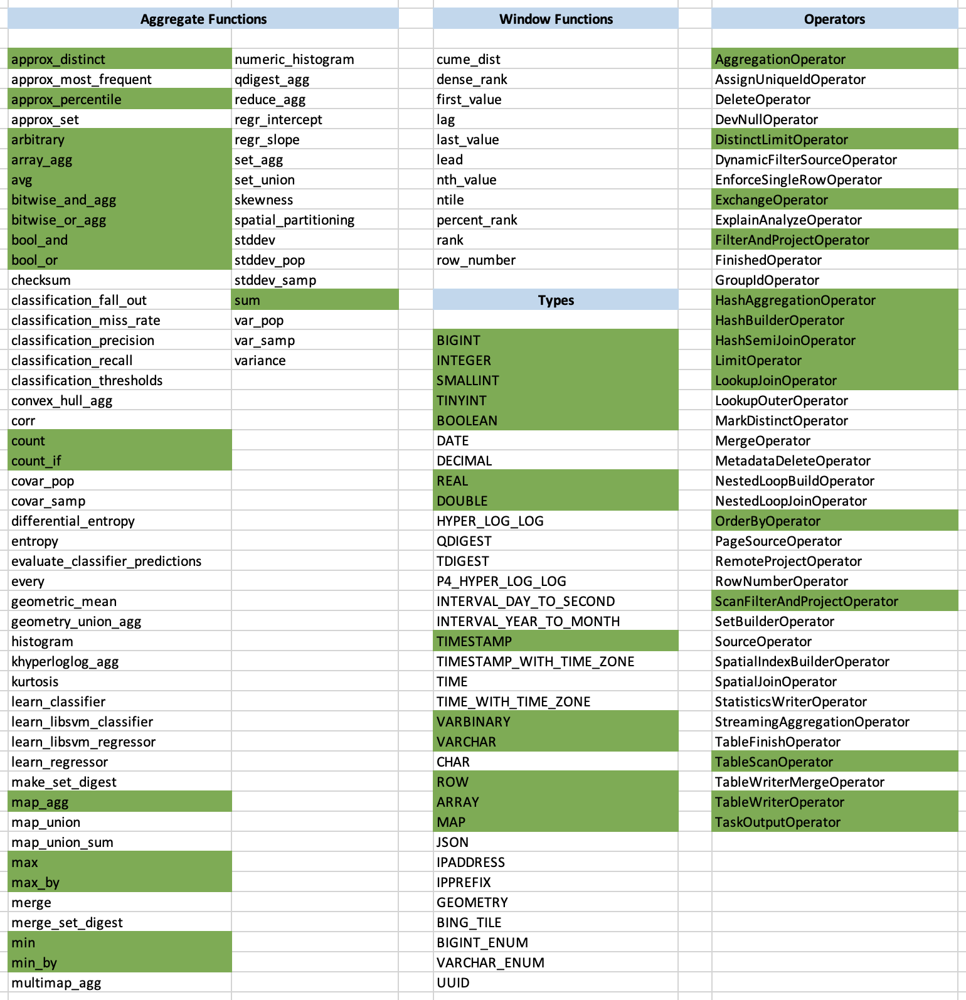 Aggregate Functions
approx_distinct
approx_most_frequent
approx_percentile
approx_set
arbitrary
array_agg
avg
bitwise_and_agg
bitwise_or_agg
bool_and
bool_or
checksum
classification_fall_out
classification_miss_rate
classification_precision
classification_recall
classification_thresholds
convex_hull_agg
corr
count
count_if
covar_pop
covar_samp
differential_entropy
entropy
evaluate_classifier_predictions
every
geometric_mean
geometry_union_agg
histogram
khyperloglog_agg
kurtosis
learn_classifier
learn_libsvm_classifier
learn_libsvm_regressor
learn_regressor
make_set_digest
map_agg
map_union
map_union_sum
max
max_by
merge
merge_set_digest
min
min_by
multimap_agg
numeric_histogram
qdigest_agg
reduce_agg
regr_intercept
regr_slope
set_agg
set_union
skewness
spatial_partitioning
stddev
stddev_pop
stddev_samp
sum
var_pop
var_samp
variance
Window Functions
cume_dist
dense_rank
first_value
lag
last_value
lead
nth_value
ntile
percent_rank
rank
row_number
Types
BIGINT
INTEGER
SMALLINT
TINYINT
BOOLEAN
DATE
DECIMAL
REAL
DOUBLE
HYPER_LOG_LOG
QDIGEST
TDIGEST
P4_HYPER_LOG_LOG
INTERVAL_DAY_TO_SECOND
INTERVAL_YEAR_TO_MONTH
TIMESTAMP
TIMESTAMP_WITH_TIME_ZONE
TIME
TIME_WITH_TIME_ZONE
VARBINARY
VARCHAR
CHAR
ROW
ARRAY
MAP
JSON
IPADDRESS
IPPREFIX
GEOMETRY
BING_TILE
BIGINT_ENUM
VARCHAR_ENUM
UUID
Operators
AggregationOperator
AssignUniqueIdOperator
DeleteOperator
DevNullOperator
DistinctLimitOperator
DynamicFilterSourceOperator
EnforceSingleRowOperator
ExchangeOperator
ExplainAnalyzeOperator
FilterAndProjectOperator
FinishedOperator
GroupIdOperator
HashAggregationOperator
HashBuilderOperator
HashSemiJoinOperator
LimitOperator
LookupJoinOperator
LookupOuterOperator
MarkDistinctOperator
MergeOperator
MetadataDeleteOperator
NestedLoopBuildOperator
NestedLoopJoinOperator
OrderByOperator
PageSourceOperator
RemoteProjectOperator
RowNumberOperator
ScanFilterAndProjectOperator
SetBuilderOperator
SourceOperator
SpatialIndexBuilderOperator
SpatialJoinOperator
StatisticsWriterOperator
StreamingAggregationOperator
TableFinishOperator
TableScanOperator
TableWriterMergeOperator
TableWriterOperator
TaskOutputOperator